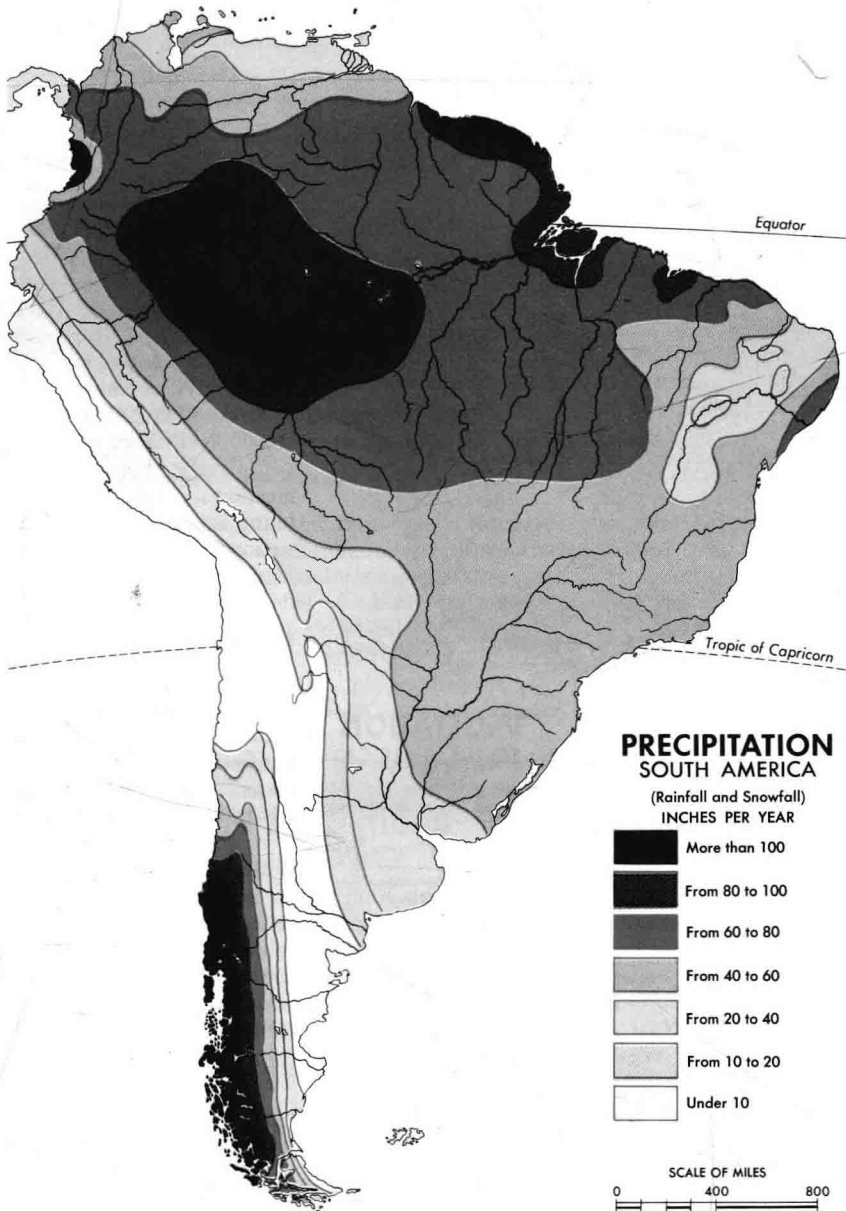 Equator
Tropic of Capricorn
PRECIPITATION
SOUTH AMERICA
(Rainfall and Snowfall)
INCHES PER YEAR
More than 100
From 80 to 100
From 60 to 80
From 40 to 60
From 20 to 40
From 10 to 20
Under 10
SCALE OF MILES
0 400 800